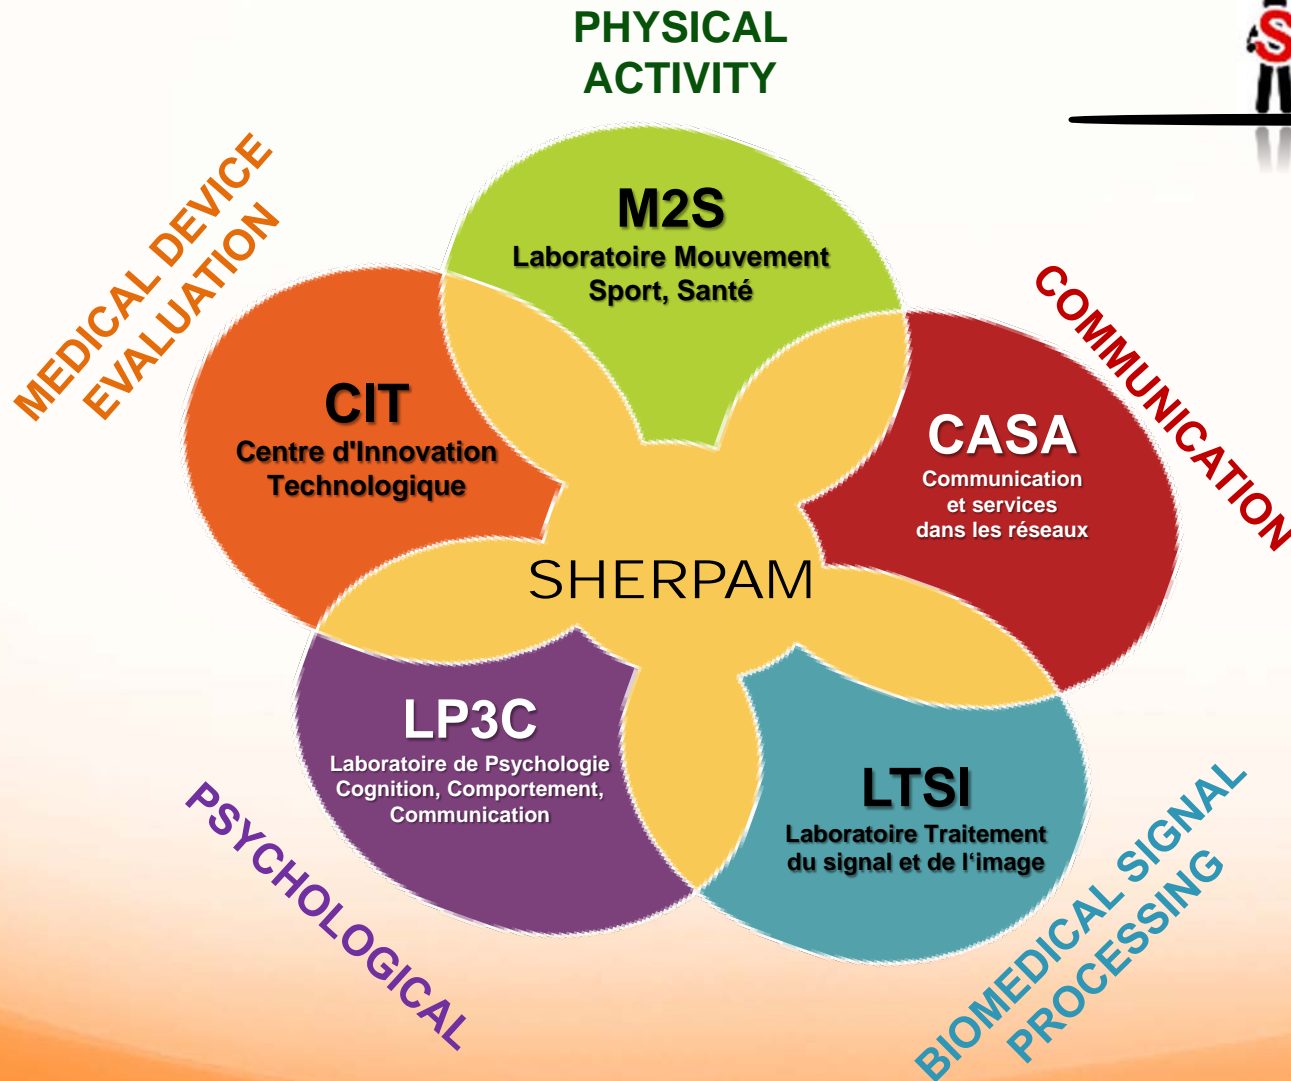 PHYSICAL
ACTIVITY
S
MEDICAL DEVICE
EVALUATION
M2S
Laboratoire Mouvement
Sport, Santé
COMMUNICATION
CIT
Centre d'Innovation
Technologique
CASA
Communication
et services
dans les réseaux
SHERPAM
LP3C
Laboratoire de Psychologie
Cognition, Comportement,
Communication
LTSI
Laboratoire Traitement
du signal et de l‘image
PSYCHOLOGICAL
BIOMEDICAL SIGNAL
PROCESSING